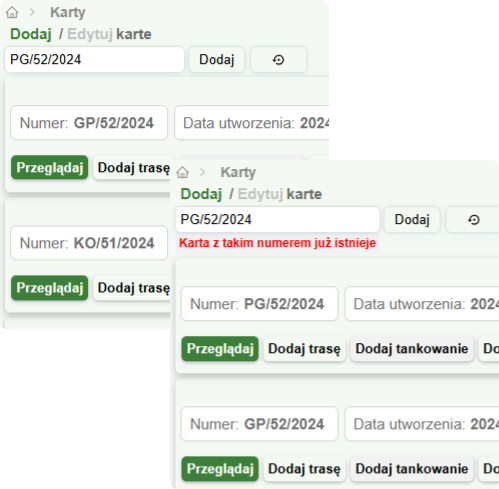 Karty
Dodaj / Edytuj karte
PG/52/2024 Dodaj
Numer: GP/52/2024 Data utworzenia: 2024
Przeglądaj Dodaj trasę
Numer: KO/51/2024
Przeglądaj Dodaj trasę
Karty
Dodaj / Edytuj karte
PG/52/2024 Dodaj
Karta z takim numerem już istnieje
Numer: PG/52/2024 Data utworzenia: 2024
Przeglądaj Dodaj trasę Dodaj tankowanie Do
Numer: GP/52/2024 Data utworzenia: 2024
Przeglądaj Dodaj trasę Dodaj tankowanie Do